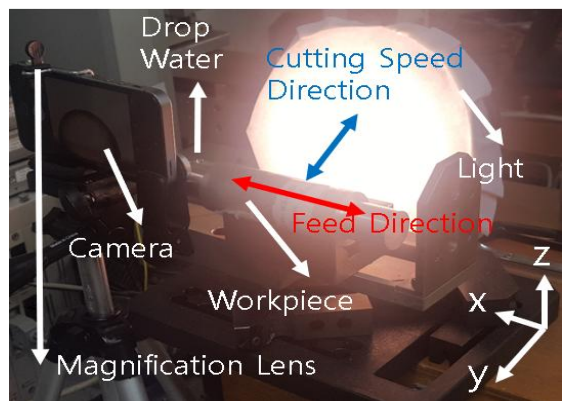 Drop
Water
Cutting Speed
Direction
Light
Feed Direction
Camera
Workpiece
Magnification Lens
z
x
y